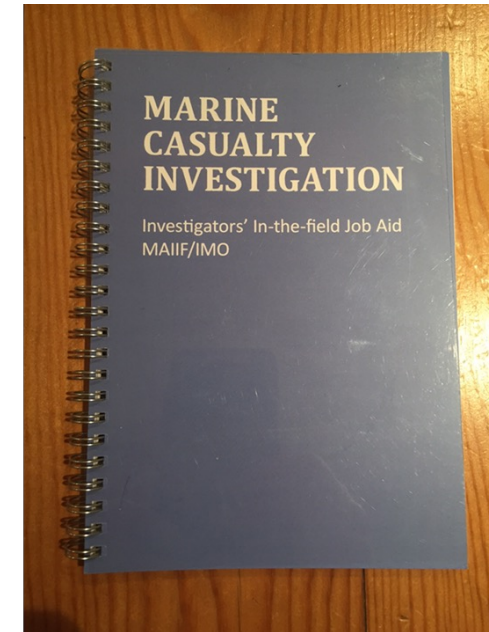 MARINE
CASUALTY
INVESTIGATION
Investigators’ In-the-field Job Aid
MAIIF/IMO